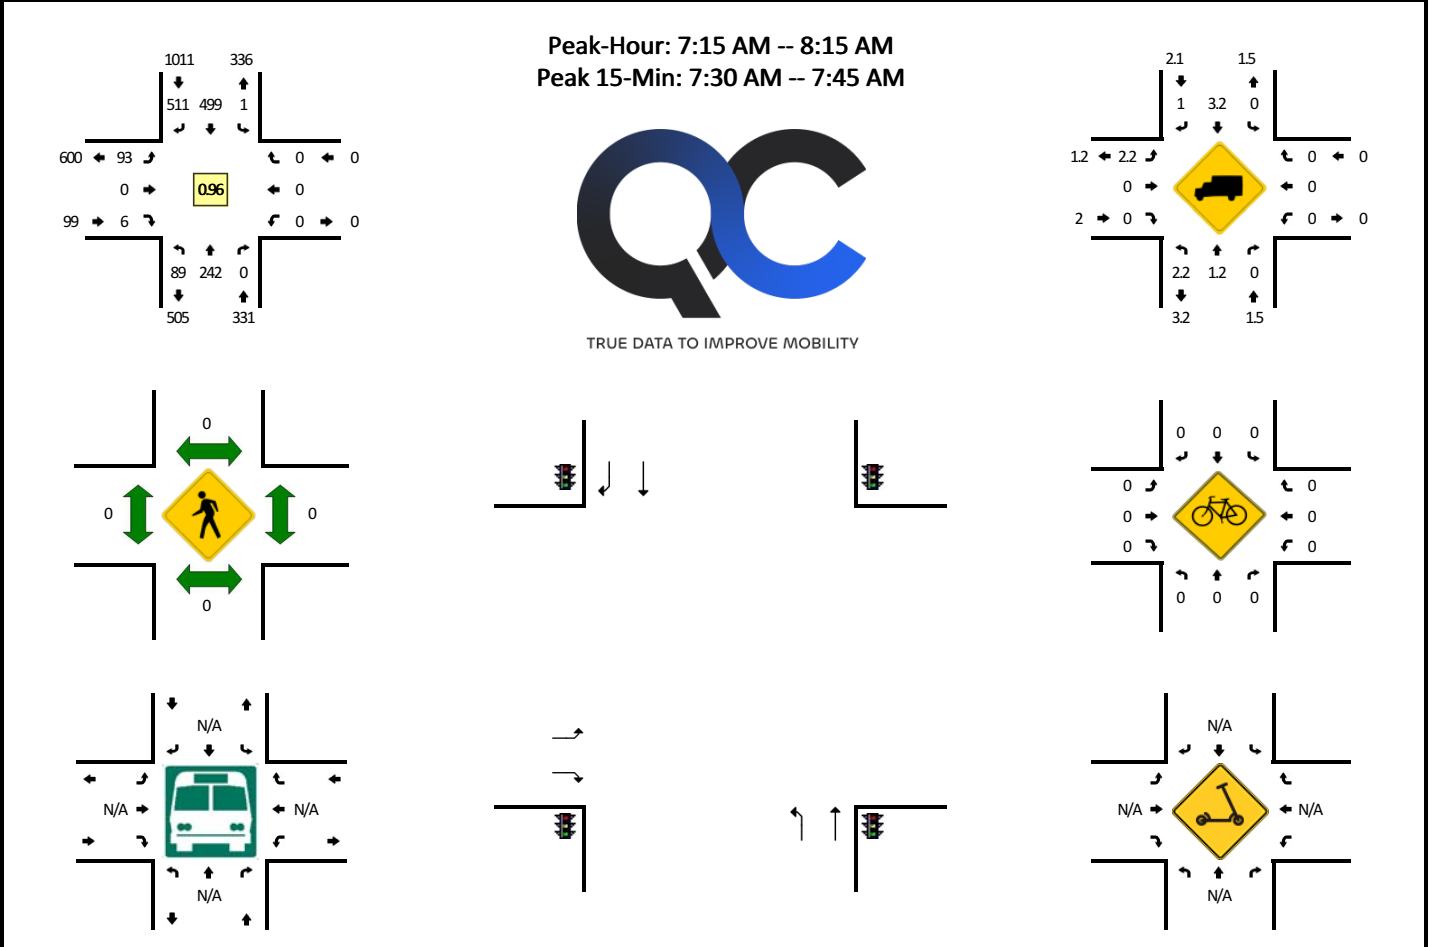 Peak-Hour: 7:15 AM -- 8:15 AM
Peak 15-Min: 7:30 AM -- 7:45 AM
1011 336
511 499 1
600 93 0 0
0 0.96 0
99 6 0 0
89 242 0
505 331
TRUE DATA TO IMPROVE MOBILITY
2.1 1.5
1 3.2 0
1.2 2.2 0 0
0 0
2 0 0 0
2.2 1.2 0
3.2 1.5
0
0 0
0
0 0 0
0 0
0 0
0 0
0 0 0
N/A
N/A N/A
N/A
N/A
N/A N/A
N/A